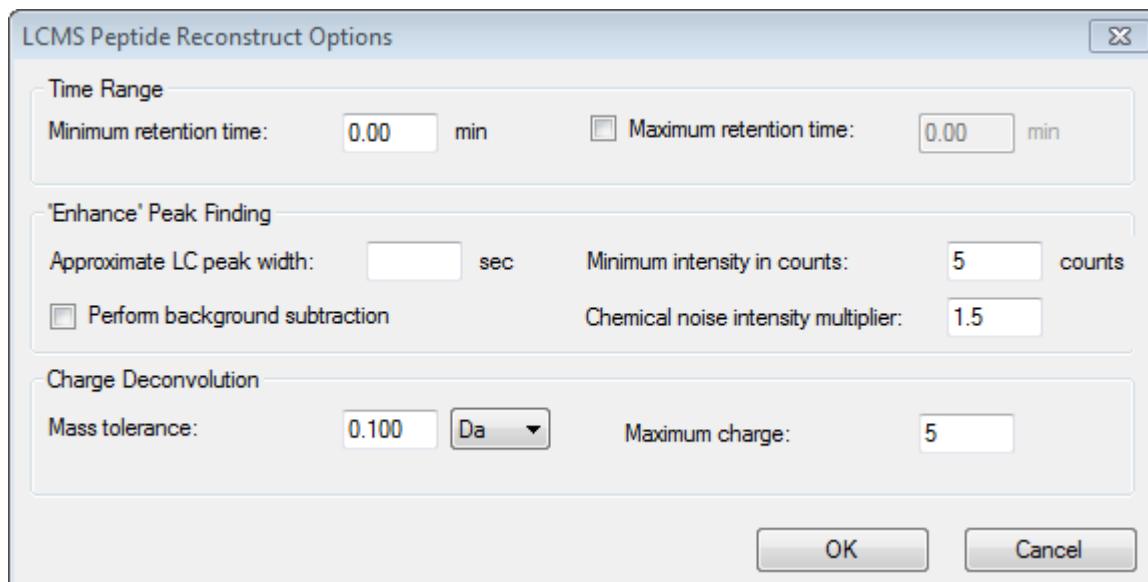 LCMS Peptide Reconstruct Options
Time Range
Minimum retention time: 0.00 min Maximum retention time: 0.00 min
'Enhance' Peak Finding
Approximate LC peak width: sec Minimum intensity in counts: 5 counts
Perform background subtraction Chemical noise intensity multiplier: 1.5
Charge Deconvolution
Mass tolerance: 0.100 Da Maximum charge: 5
OK Cancel